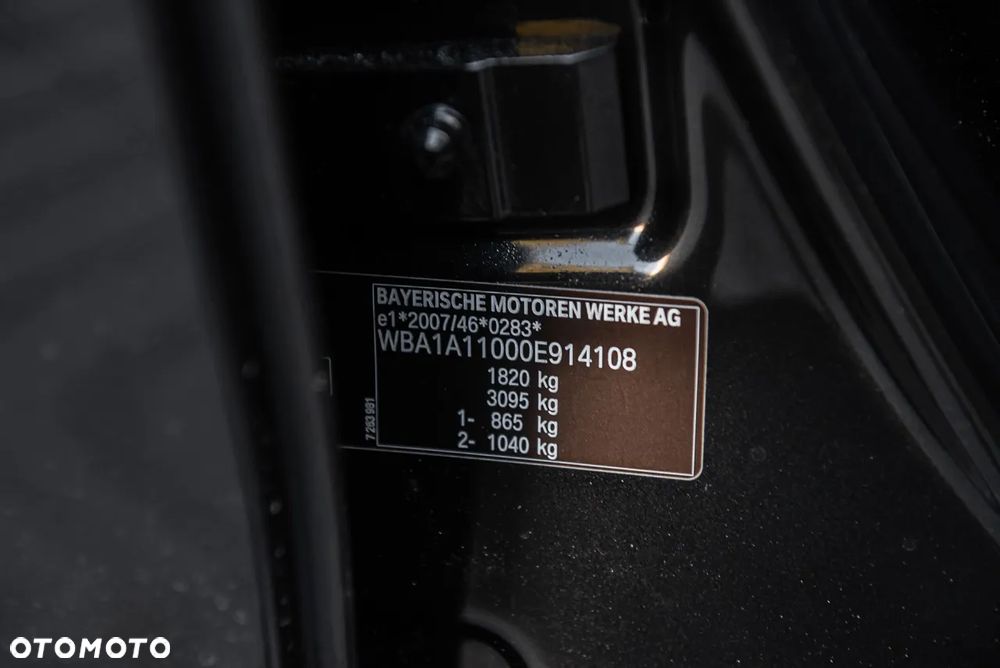 BAYERISCHE MOTOREN WERKE AG
e1*2007/46*0283*
WBA1A11000E914108
1820 kg
3095 kg
1- 865 kg
2- 1040 kg
7 263 981
OTOMOTO